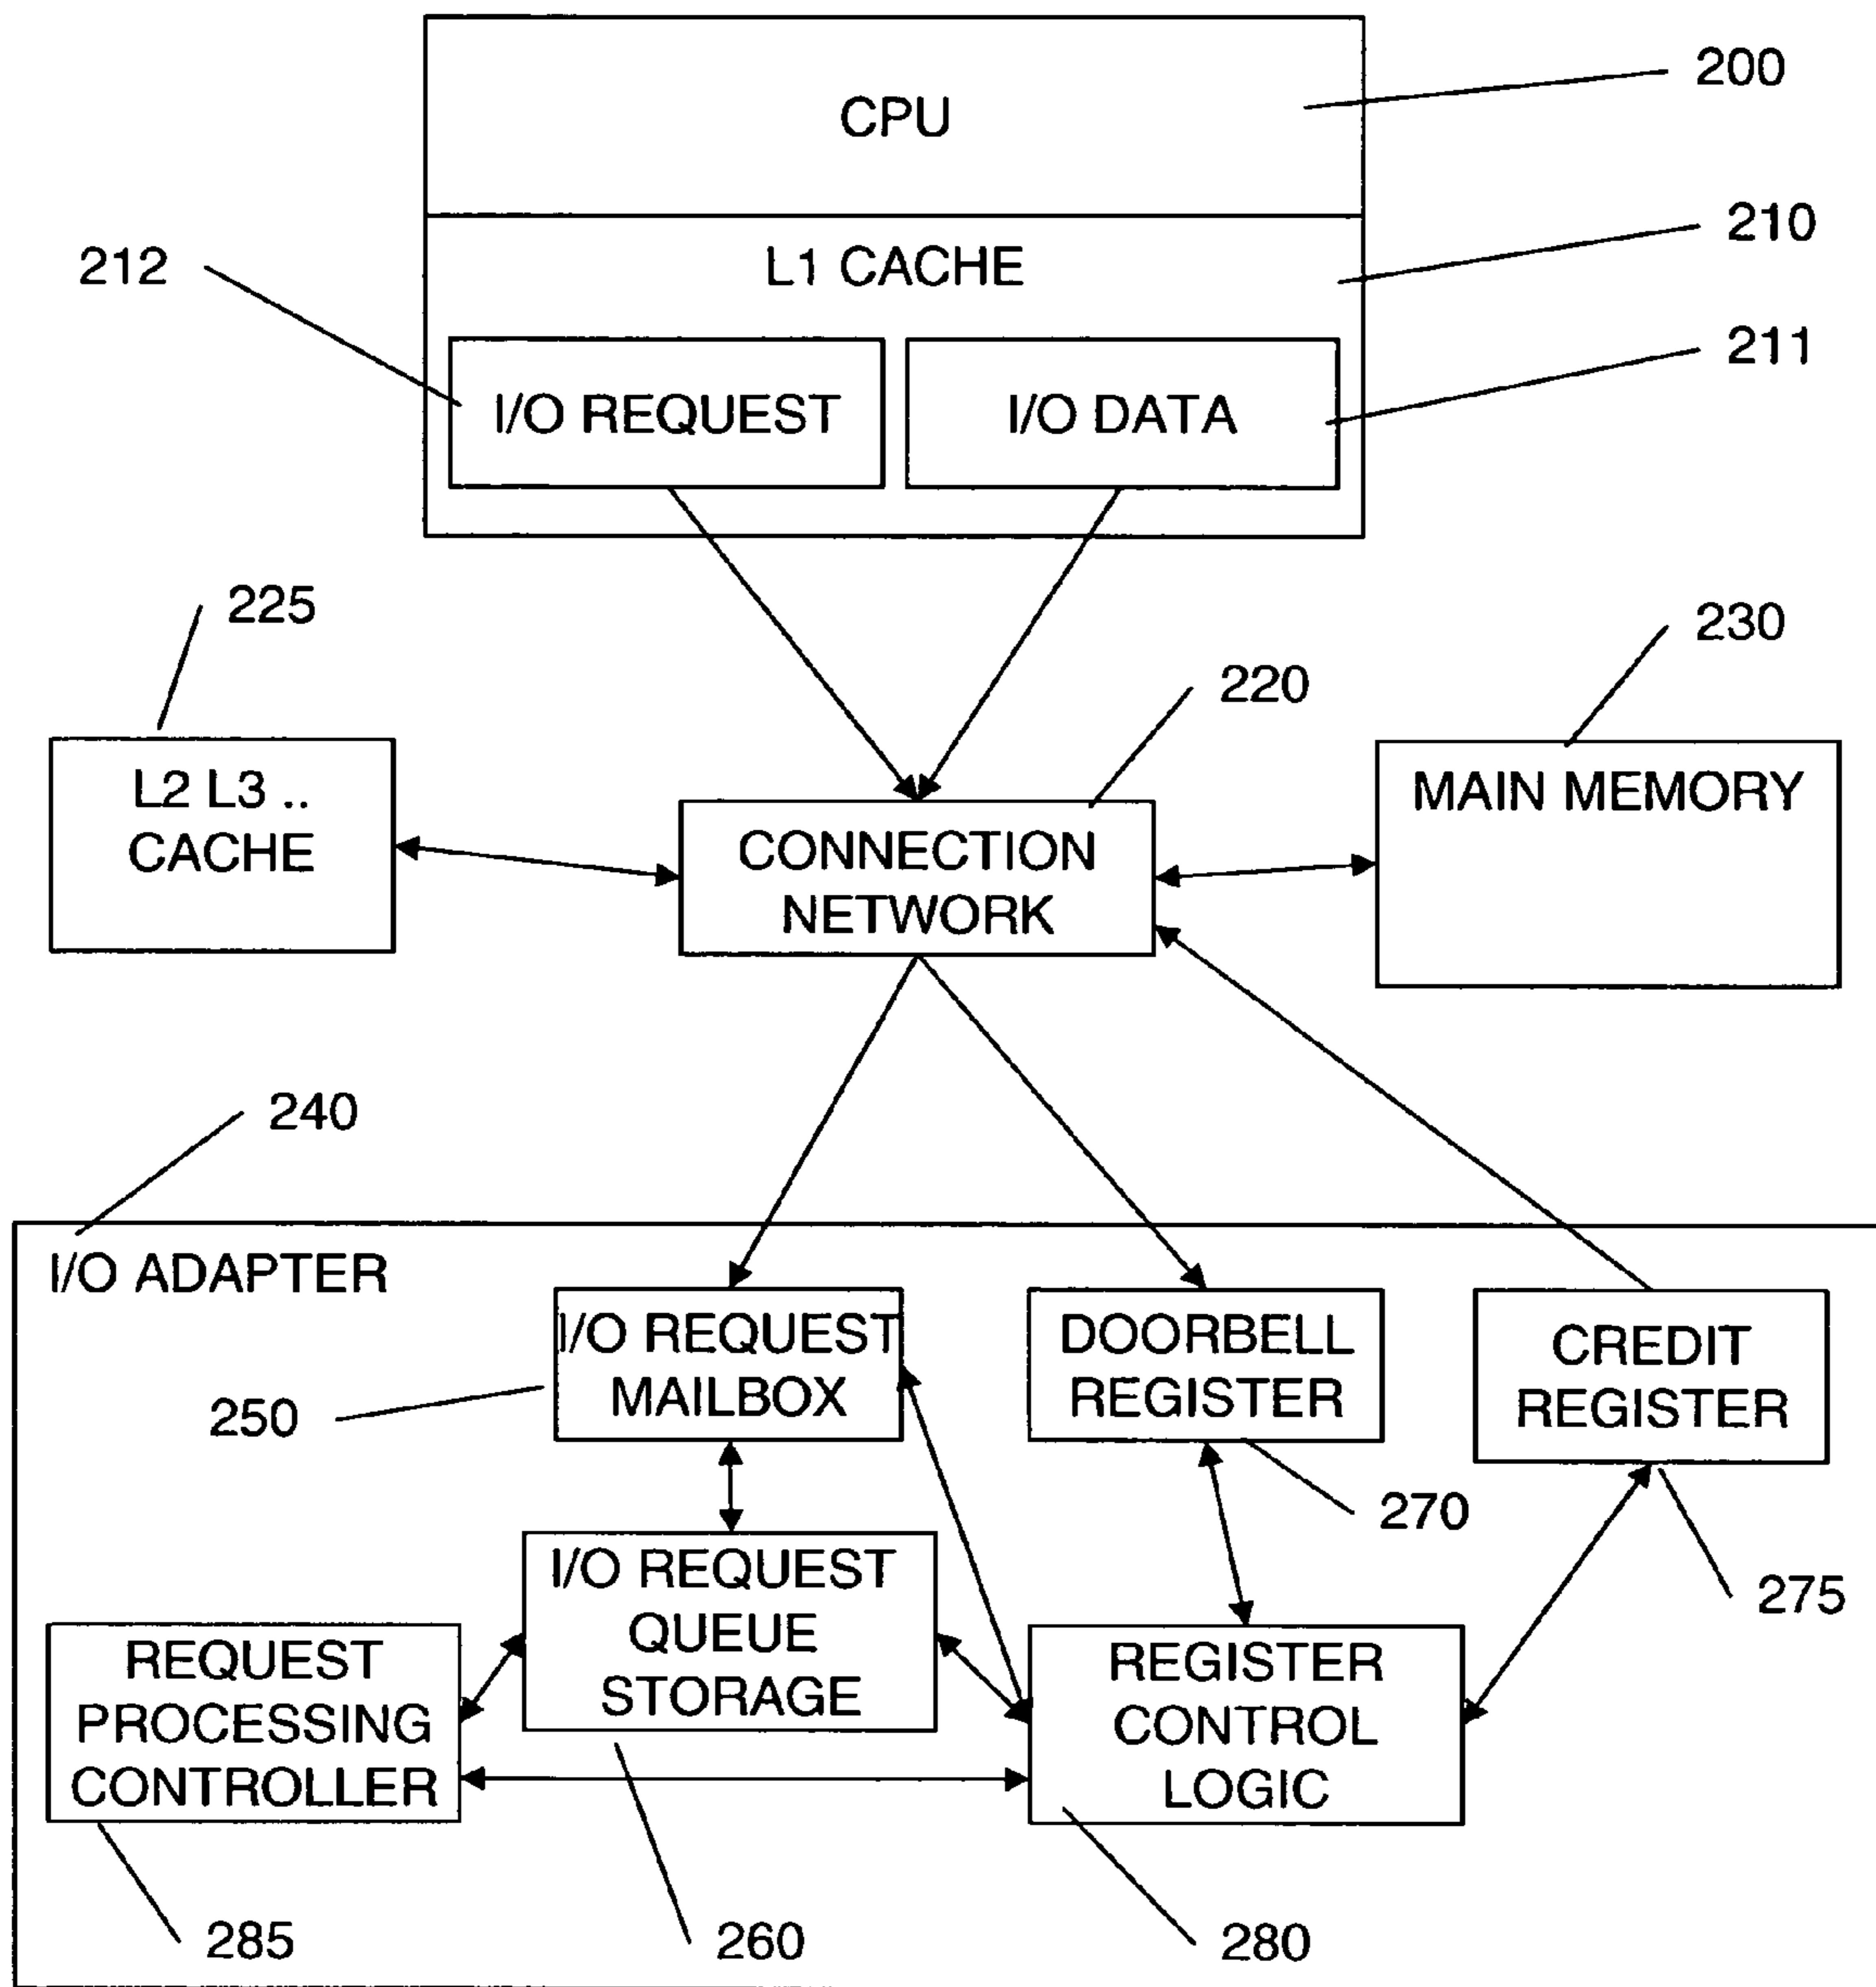 CPU
200
L1 CACHE
210
212
211
I/O REQUEST
I/O DATA
225
230
220
L2 L3 ..
CACHE
CONNECTION
NETWORK
MAIN MEMORY
240
I/O ADAPTER
I/O REQUEST
MAILBOX
DOORBELL
REGISTER
CREDIT
REGISTER
250
270
275
I/O REQUEST
QUEUE
STORAGE
REQUEST
PROCESSING
CONTROLLER
REGISTER
CONTROL
LOGIC
285
260
280